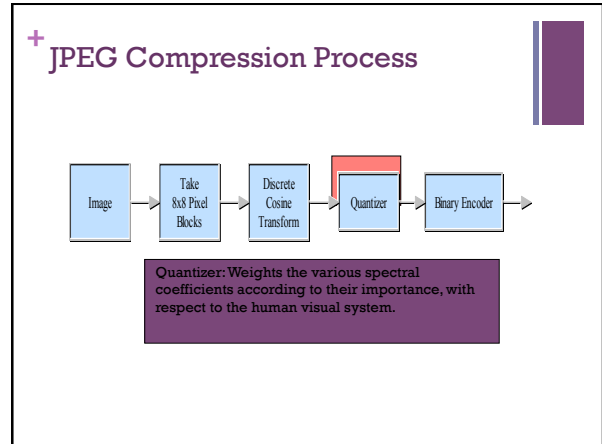 +
JPEG Compression Process
Image
Take
8x8 Pixel
Blocks
Discrete
Cosine
Transform
Quantizer
Binary Encoder
Quantizer: Weights the various spectral
coefficients according to their importance, with
respect to the human visual system.